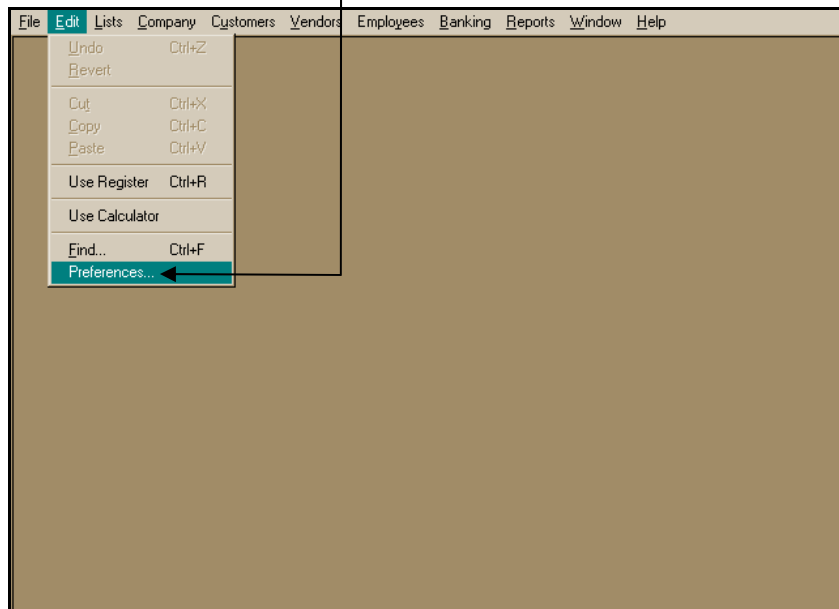 File Edit Lists Company Customers Vendors Employees Banking Reports Window Help
Undo Ctrl+Z
Revert
Cut Ctrl+X
Copy Ctrl+C
Paste Ctrl+V
Use Register Ctrl+R
Use Calculator
Find... Ctrl+F
Preferences...